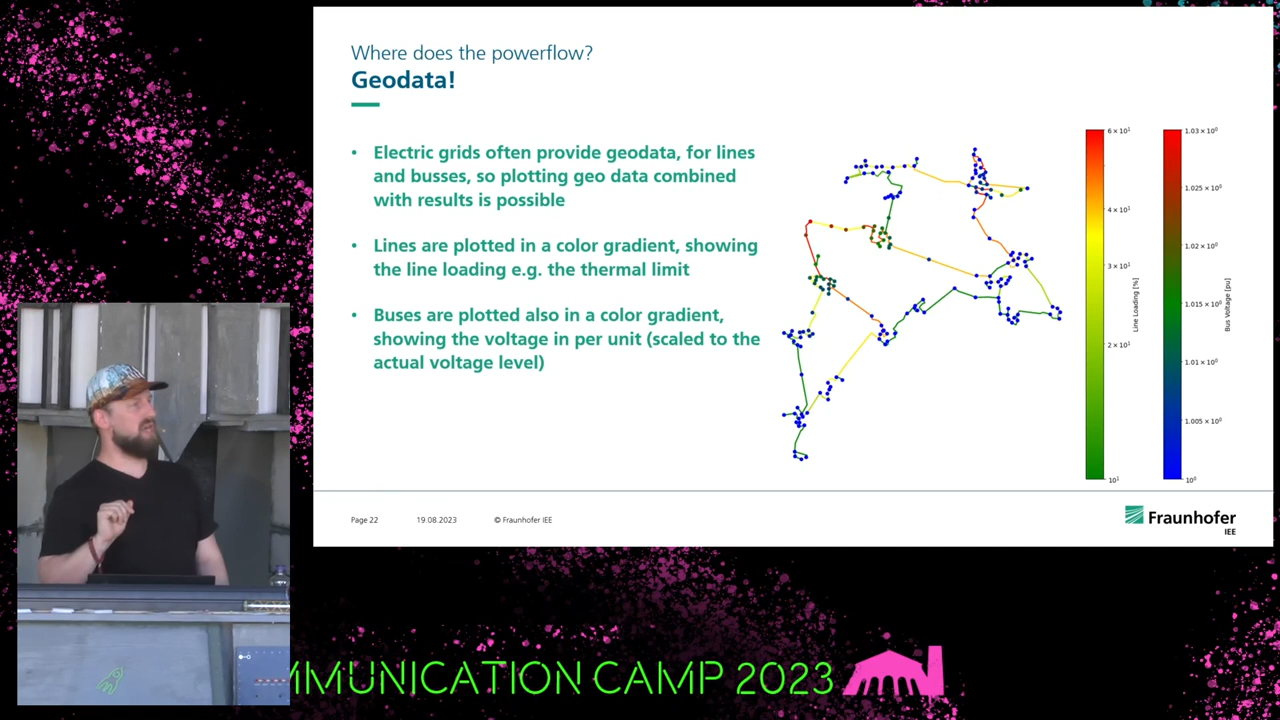 Where does the powerflow?
Geodata!
• Electric grids often provide geodata, for lines
and busses, so plotting geo data combined
with results is possible
• Lines are plotted in a color gradient, showing
the line loading e.g. the thermal limit
• Buses are plotted also in a color gradient,
showing the voltage in per unit (scaled to the
actual voltage level)
6 × 10¹
4 × 10¹
3 × 10¹
2 × 10¹
10¹
Line Loading [%]
1.03 × 10⁰
1.025 × 10⁰
1.02 × 10⁰
1.015 × 10⁰
1.01 × 10⁰
1.005 × 10⁰
10⁰
Bus Voltage [pu]
Page 22
19.08.2023
© Fraunhofer IEE
Fraunhofer
IEE
MMUNICATION CAMP 2023